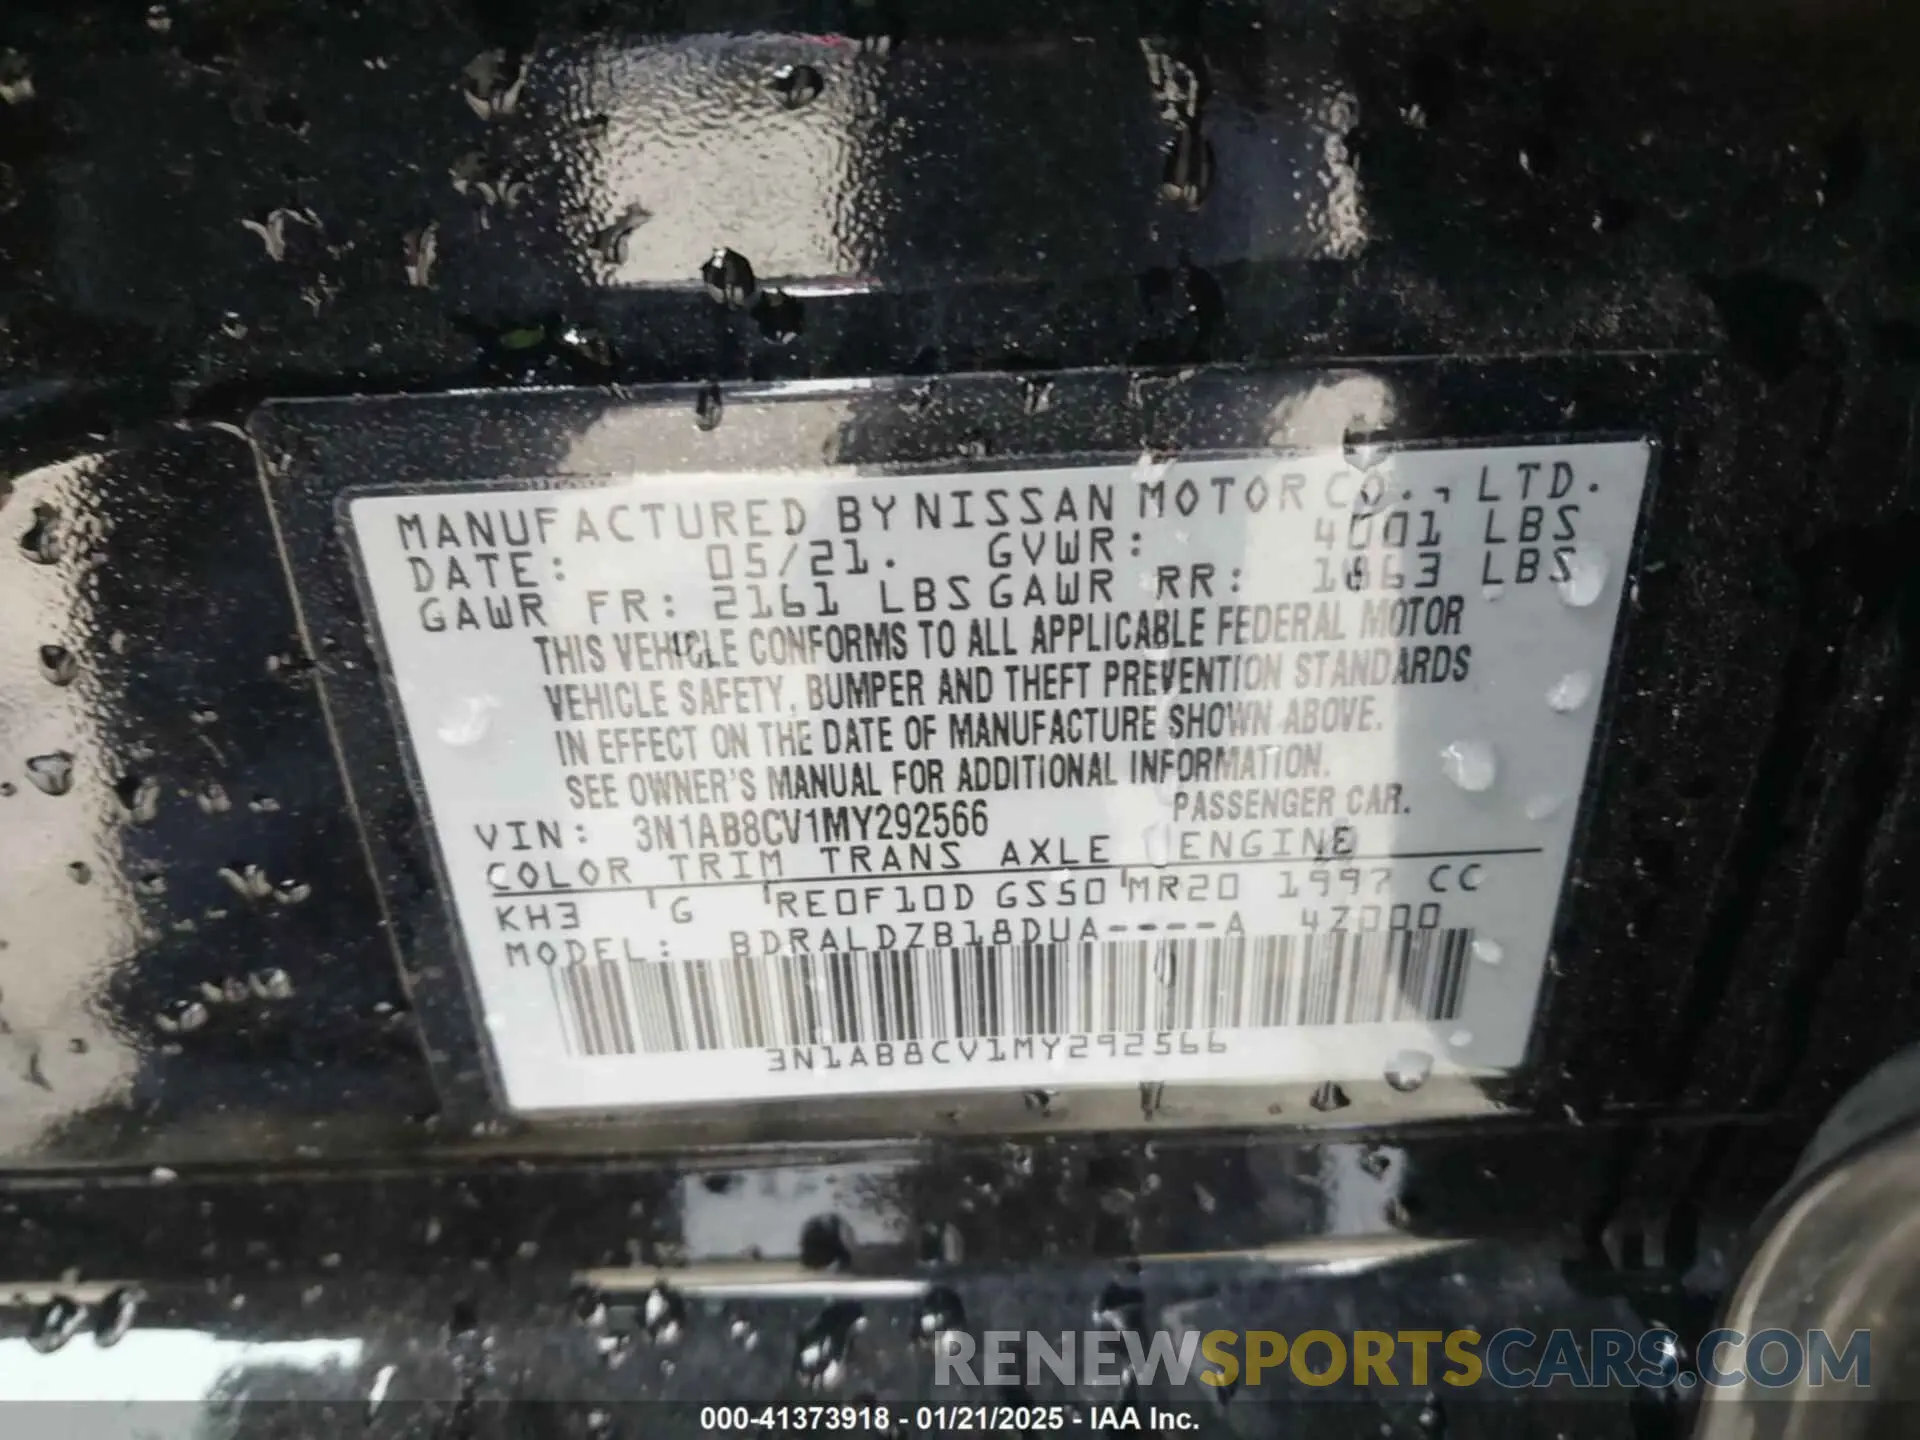 MANUFACTURED BY NISSAN MOTOR CO., LTD.
DATE: 05/21. GVWR: 4001 LBS
GAWR FR: 2161 LBS GAWR RR: 1863 LBS
THIS VEHICLE CONFORMS TO ALL APPLICABLE FEDERAL MOTOR
VEHICLE SAFETY, BUMPER AND THEFT PREVENTION STANDARDS
IN EFFECT ON THE DATE OF MANUFACTURE SHOWN ABOVE.
SEE OWNER'S MANUAL FOR ADDITIONAL INFORMATION.
VIN: 3N1AB8CV1MY292566 PASSENGER CAR.
COLOR TRIM TRANS AXLE ENGINE
KH3 G RE0F10D GS50 MR20 1997 CC
MODEL: BDRALDZB18DUA----A 4Z000
3N1AB8CV1MY292566
RENEWSPORTSCARS.COM
000-41373918 - 01/21/2025 - IAA Inc.